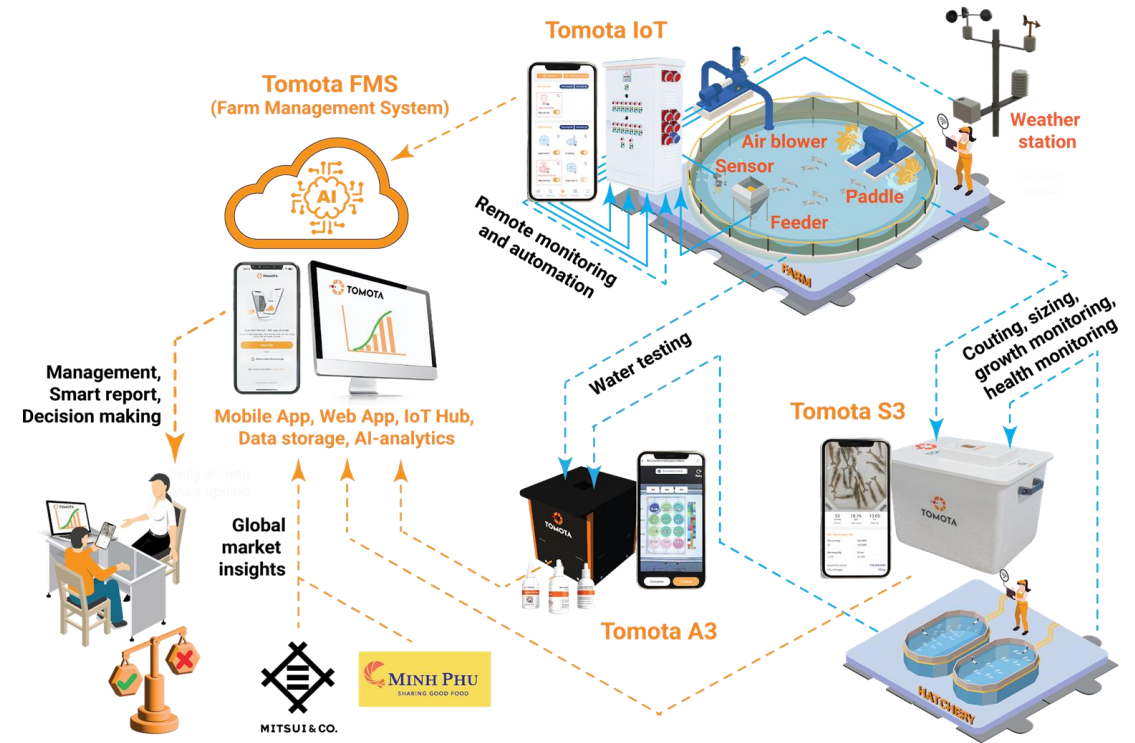 Tomota IoT
Tomota FMS
(Farm Management System)
AI
Weather
station
Air blower
Sensor
Paddle
Feeder
FARM
Remote monitoring
and automation
TOMOTA
TOMOTA
Management,
Smart report,
Decision making
Mobile App, Web App, IoT Hub,
Data storage, AI-analytics
Water testing
Couting, sizing,
growth monitoring,
health monitoring
Tomota S3
TOMOTA
TOMOTA
TOMOTA
Global
market
insights
Tomota A3
HATCHERY
MITSUI & CO.
MINH PHU
SHARING GOOD FOOD